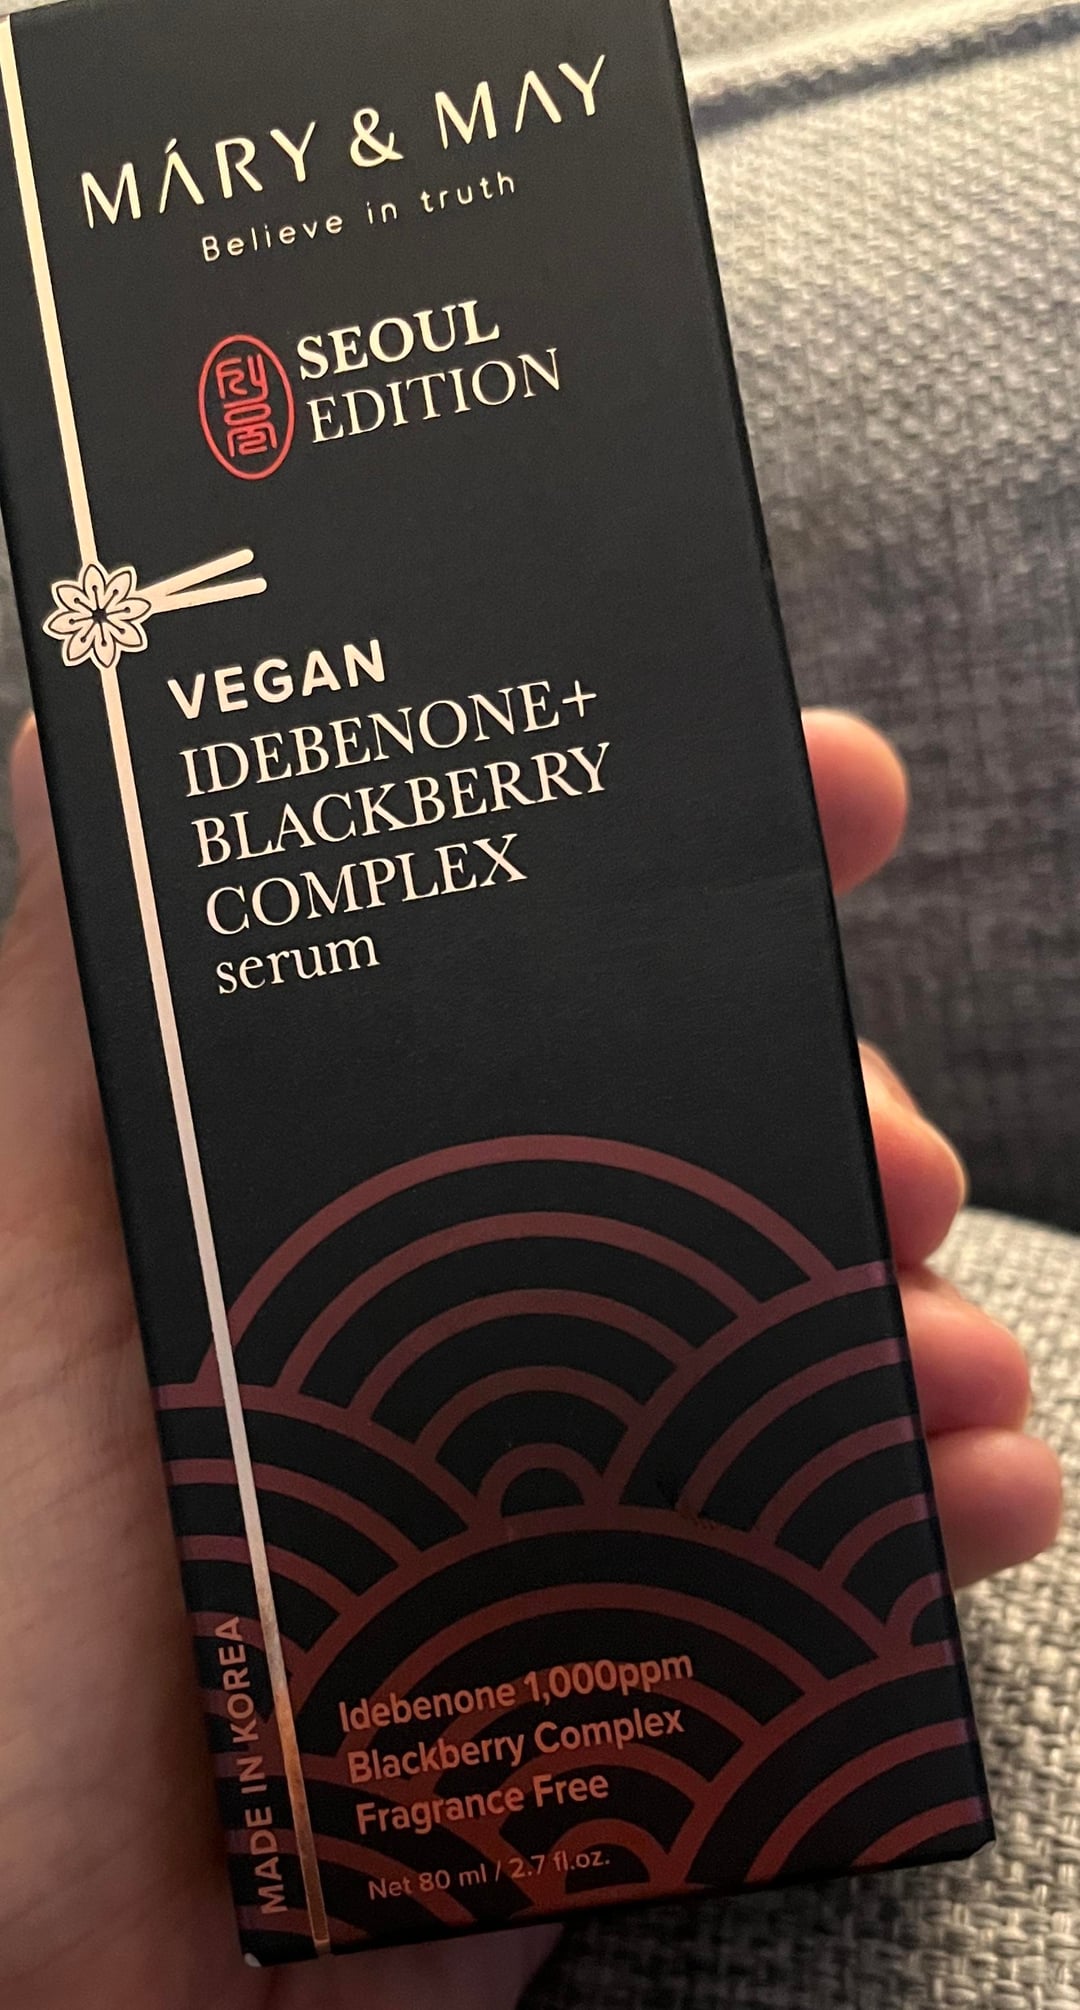 MÁRY & MAY
Believe in truth
SEOUL
EDITION
VEGAN
IDEBENONE+
BLACKBERRY
COMPLEX
serum
MADE IN KOREA
Idebenone 1,000ppm
Blackberry Complex
Fragrance Free
Net 80 ml / 2.7 fl.oz.